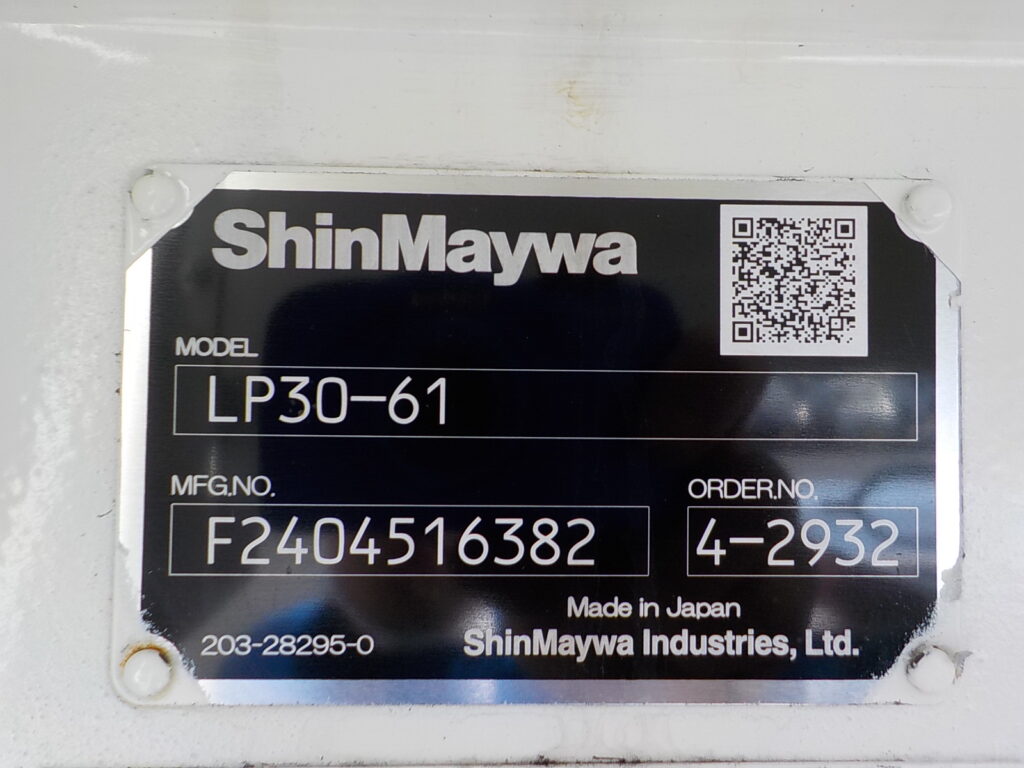 ShinMaywa
MODEL
LP30-61
MFG.NO.
F2404516382
ORDER.NO.
4-2932
Made in Japan
203-28295-0
ShinMaywa Industries, Ltd.